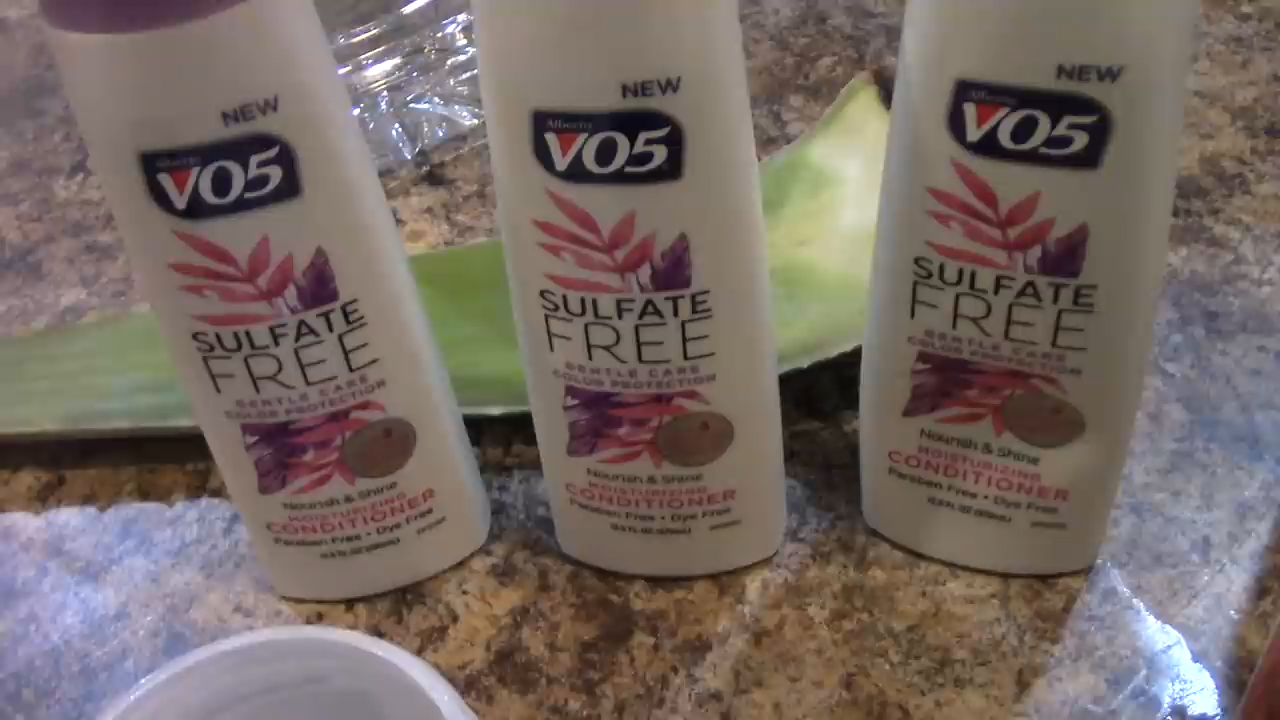 NEW
Alberto
VO5
SULFATE
FREE
GENTLE CARE
COLOR PROTECTION
Nourish & Shine
MOISTURIZING
CONDITIONER
Paraben Free • Dye Free
NEW
Alberto
VO5
SULFATE
FREE
GENTLE CARE
COLOR PROTECTION
Nourish & Shine
MOISTURIZING
CONDITIONER
Paraben Free • Dye Free
NEW
Alberto
VO5
SULFATE
FREE
GENTLE CARE
COLOR PROTECTION
Nourish & Shine
MOISTURIZING
CONDITIONER
Paraben Free • Dye Free